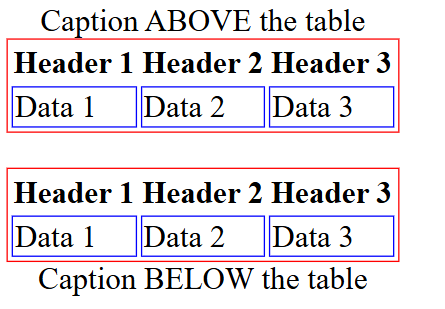 Caption ABOVE the table
Header 1 Header 2 Header 3
Data 1 Data 2 Data 3
Header 1 Header 2 Header 3
Data 1 Data 2 Data 3
Caption BELOW the table